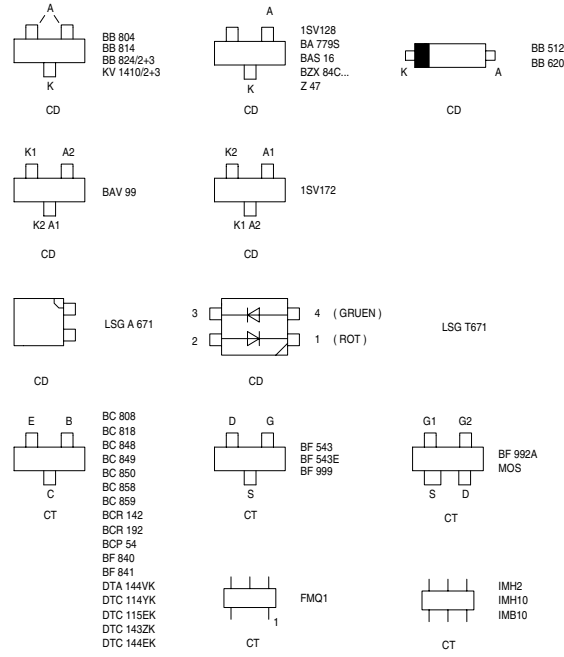 A
BB 804
BB 814
BB 824/2+3
KV 1410/2+3
K
CD
A
1SV128
BA 779S
BAS 16
BZX 84C...
Z 47
K
CD
BB 512
BB 620
K A
CD
K1 A2
BAV 99
K2 A1
CD
K2 A1
1SV172
K1 A2
CD
LSG A 671
CD
3 4 ( GRUEN )
2 1 ( ROT )
CD
LSG T671
E B
BC 808
BC 818
BC 848
BC 849
BC 850
BC 858
BC 859
BCR 142
BCR 192
BCP 54
BF 840
BF 841
DTA 144VK
DTC 114YK
DTC 115EK
DTC 143ZK
DTC 144EK
C
CT
D G
BF 543
BF 543E
BF 999
S
CT
G1 G2
BF 992A
MOS
S D
CT
FMQ1
1
CT
IMH2
IMH10
IMB10
CT